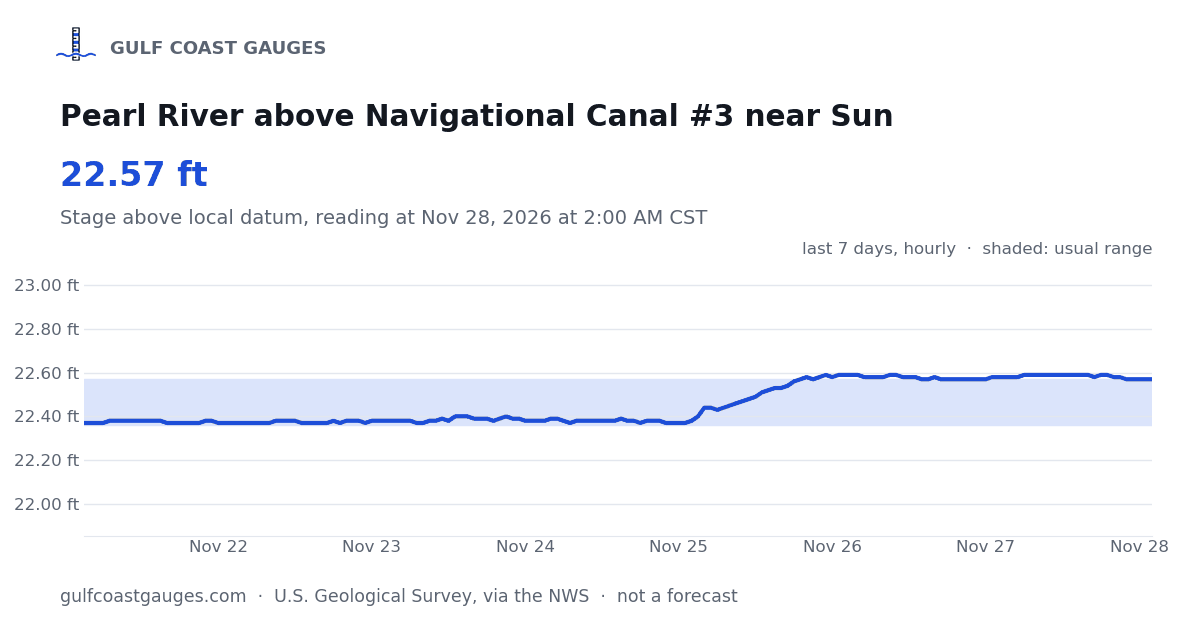 GULF COAST GAUGES
Pearl River above Navigational Canal #3 near Sun
22.57 ft
Stage above local datum, reading at Nov 28, 2026 at 2:00 AM CST
last 7 days, hourly · shaded: usual range
23.00 ft
22.80 ft
22.60 ft
22.40 ft
22.20 ft
22.00 ft
Nov 22 Nov 23 Nov 24 Nov 25 Nov 26 Nov 27 Nov 28
gulfcoastgauges.com · U.S. Geological Survey, via the NWS · not a forecast